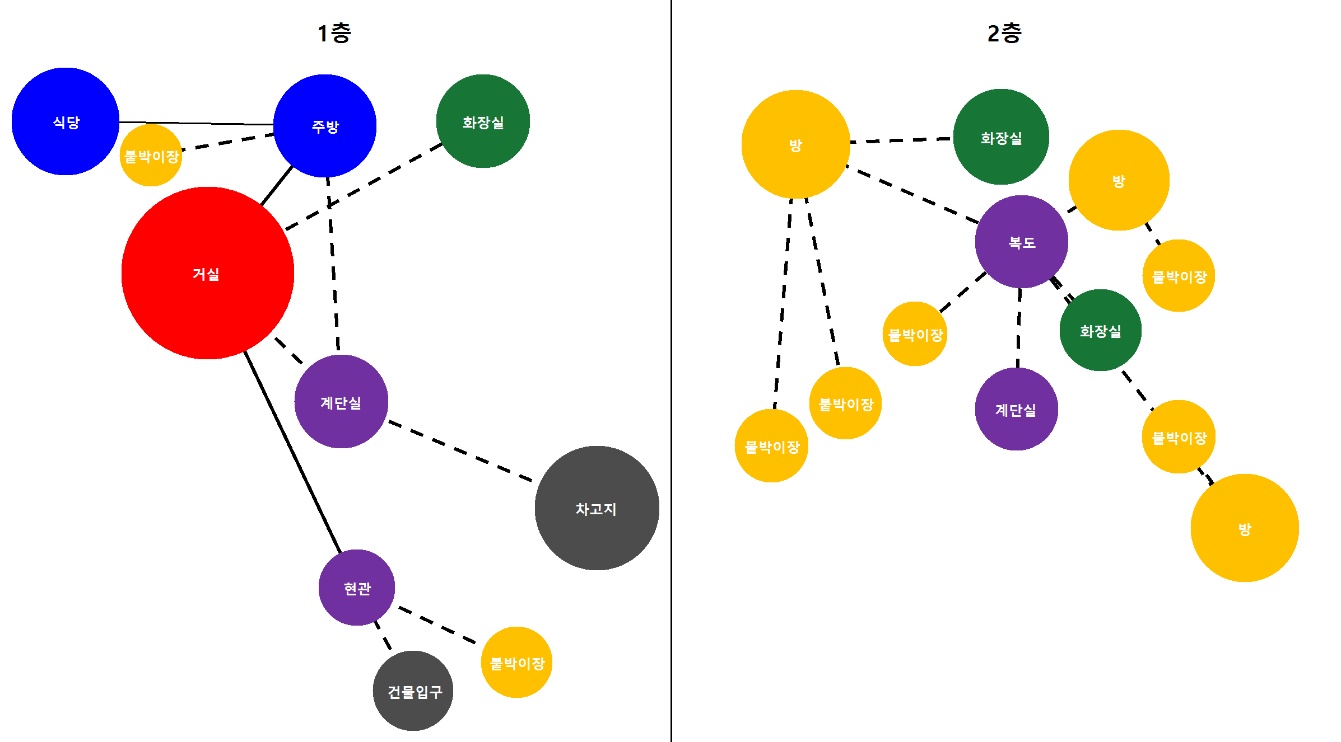 1층
식당
주방
화장실
붙박이장
거실
계단실
차고지
현관
건물입구
붙박이장
2층
방
화장실
방
복도
붙박이장
붙박이장
화장실
붙박이장
계단실
붙박이장
붙박이장
방